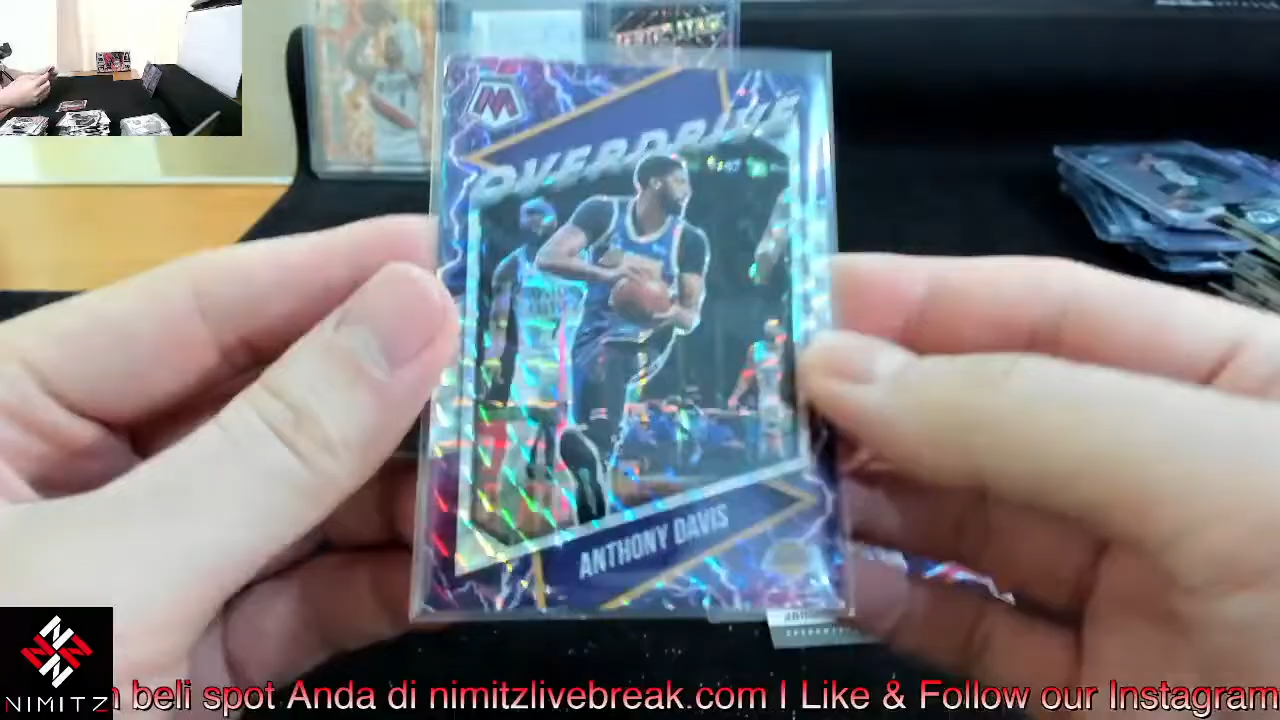 M
OVERDRIVE
ANTHONY DAVIS
NIMITZ
beli spot Anda di nimitzlivebreak.com I Like & Follow our Instagram